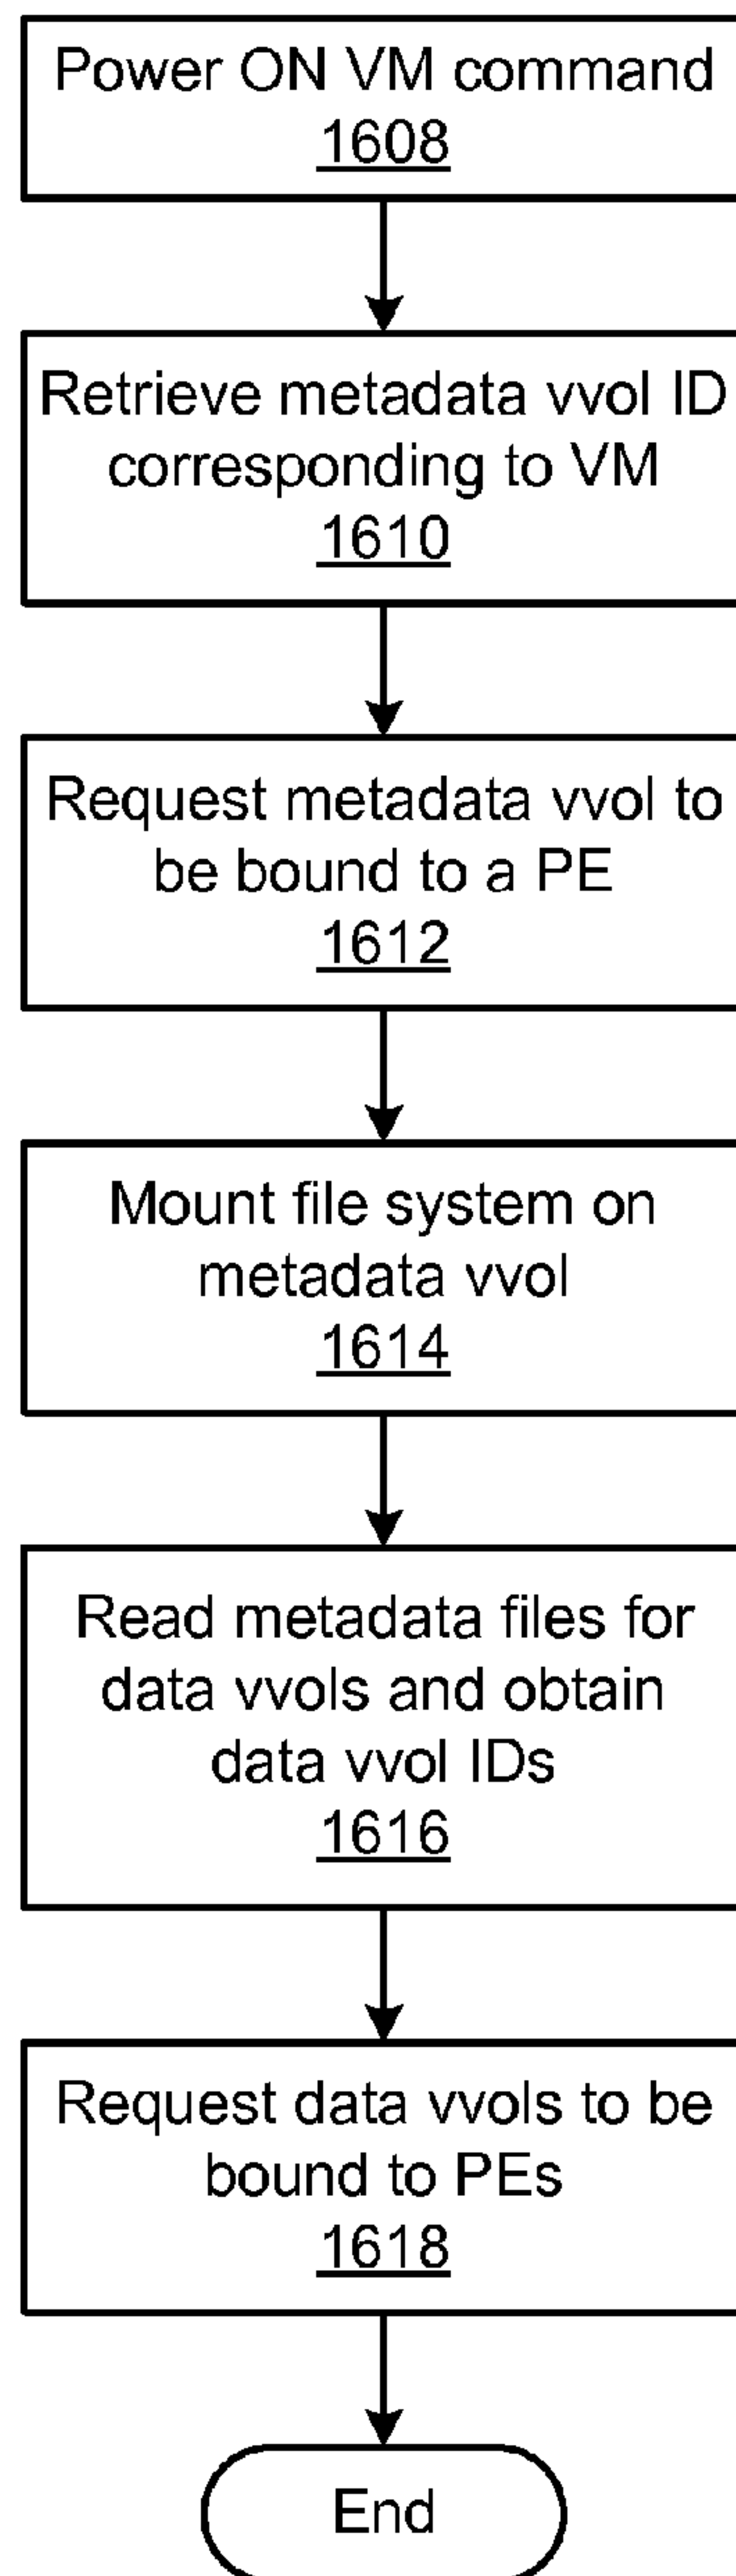 Power ON VM command
1608
Retrieve metadata vvol ID
corresponding to VM
1610
Request metadata vvol to
be bound to a PE
1612
Mount file system on
metadata vvol
1614
Read metadata files for
data vvols and obtain
data vvol IDs
1616
Request data vvols to be
bound to PEs
1618
End